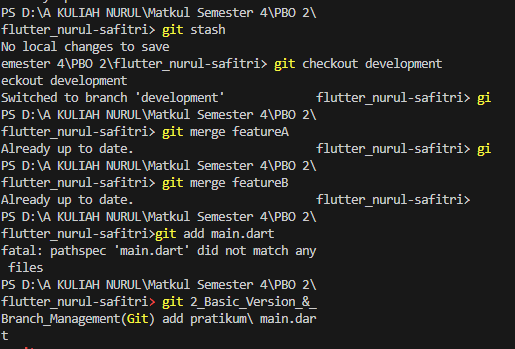 PS D:\A KULIAH NURUL\Matkul Semester 4\PBO 2\
flutter_nurul-safitri> git stash
No local changes to save
emester 4\PBO 2\flutter_nurul-safitri> git checkout development
eckout development
Switched to branch 'development' flutter_nurul-safitri> gi
PS D:\A KULIAH NURUL\Matkul Semester 4\PBO 2\
flutter_nurul-safitri> git merge featureA
Already up to date. flutter_nurul-safitri> gi
PS D:\A KULIAH NURUL\Matkul Semester 4\PBO 2\
flutter_nurul-safitri> git merge featureB
Already up to date. flutter_nurul-safitri>
PS D:\A KULIAH NURUL\Matkul Semester 4\PBO 2\
flutter_nurul-safitri>git add main.dart
fatal: pathspec 'main.dart' did not match any
 files
PS D:\A KULIAH NURUL\Matkul Semester 4\PBO 2\
flutter_nurul-safitri> git 2_Basic_Version_&_
Branch_Management(Git) add pratikum\ main.dar
t